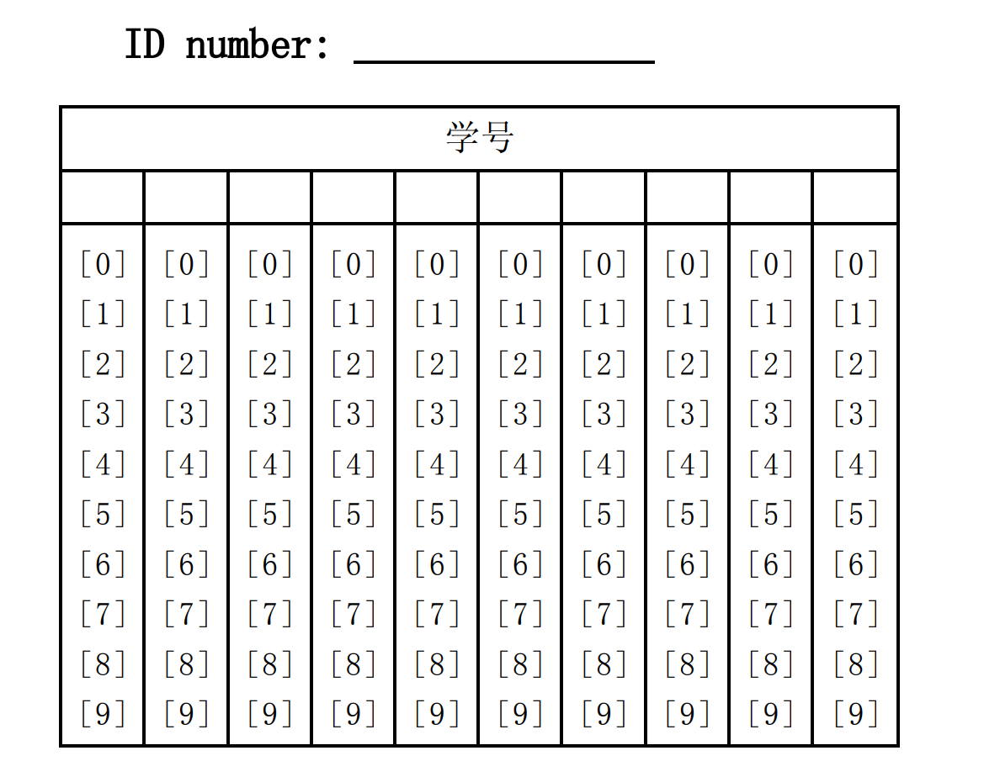 ID number:
学号
[0] [0] [0] [0] [0] [0] [0] [0] [0] [0]
[1] [1] [1] [1] [1] [1] [1] [1] [1] [1]
[2] [2] [2] [2] [2] [2] [2] [2] [2] [2]
[3] [3] [3] [3] [3] [3] [3] [3] [3] [3]
[4] [4] [4] [4] [4] [4] [4] [4] [4] [4]
[5] [5] [5] [5] [5] [5] [5] [5] [5] [5]
[6] [6] [6] [6] [6] [6] [6] [6] [6] [6]
[7] [7] [7] [7] [7] [7] [7] [7] [7] [7]
[8] [8] [8] [8] [8] [8] [8] [8] [8] [8]
[9] [9] [9] [9] [9] [9] [9] [9] [9] [9]